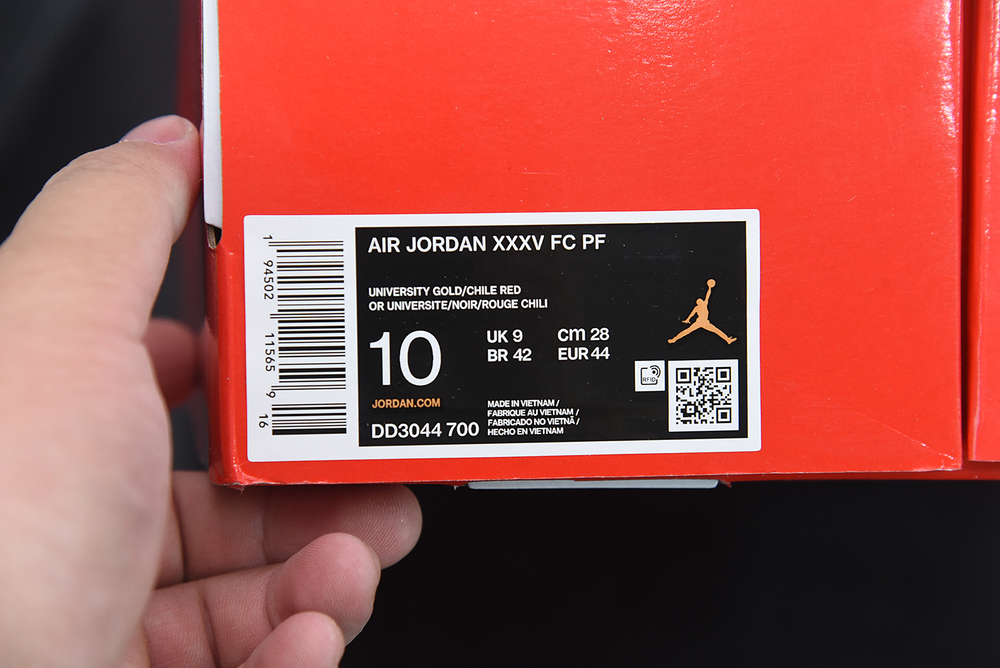 AIR JORDAN XXXV FC PF
UNIVERSITY GOLD/CHILE RED
OR UNIVERSITE/NOIR/ROUGE CHILI
10
UK 9 CM 28
BR 42 EUR 44
RFID
JORDAN.COM
DD3044 700
MADE IN VIETNAM /
FABRIQUE AU VIETNAM /
FABRICADO NO VIETNÃ /
HECHO EN VIETNAM
1 94502 11565 9 16